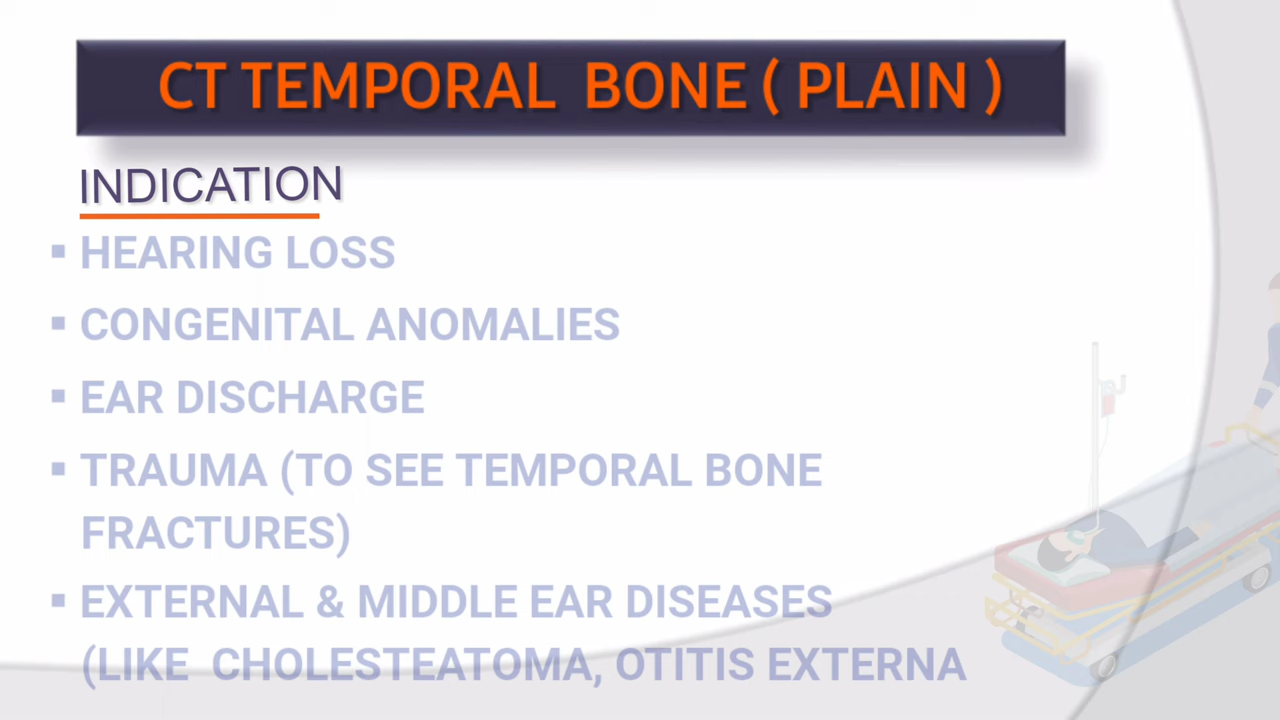 CT TEMPORAL BONE ( PLAIN )
INDICATION
▪ HEARING LOSS
▪ CONGENITAL ANOMALIES
▪ EAR DISCHARGE
▪ TRAUMA (TO SEE TEMPORAL BONE
FRACTURES)
▪ EXTERNAL & MIDDLE EAR DISEASES
(LIKE CHOLESTEATOMA, OTITIS EXTERNA